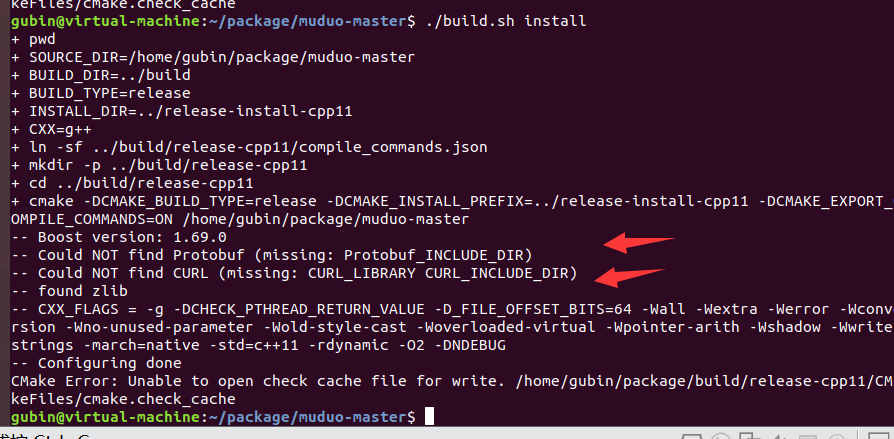 keFiles/cmake.check_cache
gubin@virtual-machine:~/package/muduo-master$ ./build.sh install
+ pwd
+ SOURCE_DIR=/home/gubin/package/muduo-master
+ BUILD_DIR=../build
+ BUILD_TYPE=release
+ INSTALL_DIR=../release-install-cpp11
+ CXX=g++
+ ln -sf ../build/release-cpp11/compile_commands.json
+ mkdir -p ../build/release-cpp11
+ cd ../build/release-cpp11
+ cmake -DCMAKE_BUILD_TYPE=release -DCMAKE_INSTALL_PREFIX=../release-install-cpp11 -DCMAKE_EXPORT_
OMPILE_COMMANDS=ON /home/gubin/package/muduo-master
-- Boost version: 1.69.0
-- Could NOT find Protobuf (missing: Protobuf_INCLUDE_DIR)
-- Could NOT find CURL (missing: CURL_LIBRARY CURL_INCLUDE_DIR)
-- found zlib
-- CXX_FLAGS = -g -DCHECK_PTHREAD_RETURN_VALUE -D_FILE_OFFSET_BITS=64 -Wall -Wextra -Werror -Wconv
rsion -Wno-unused-parameter -Wold-style-cast -Woverloaded-virtual -Wpointer-arith -Wshadow -Wwrite
strings -march=native -std=c++11 -rdynamic -O2 -DNDEBUG
-- Configuring done
CMake Error: Unable to open check cache file for write. /home/gubin/package/build/release-cpp11/CM
keFiles/cmake.check_cache
gubin@virtual-machine:~/package/muduo-master$